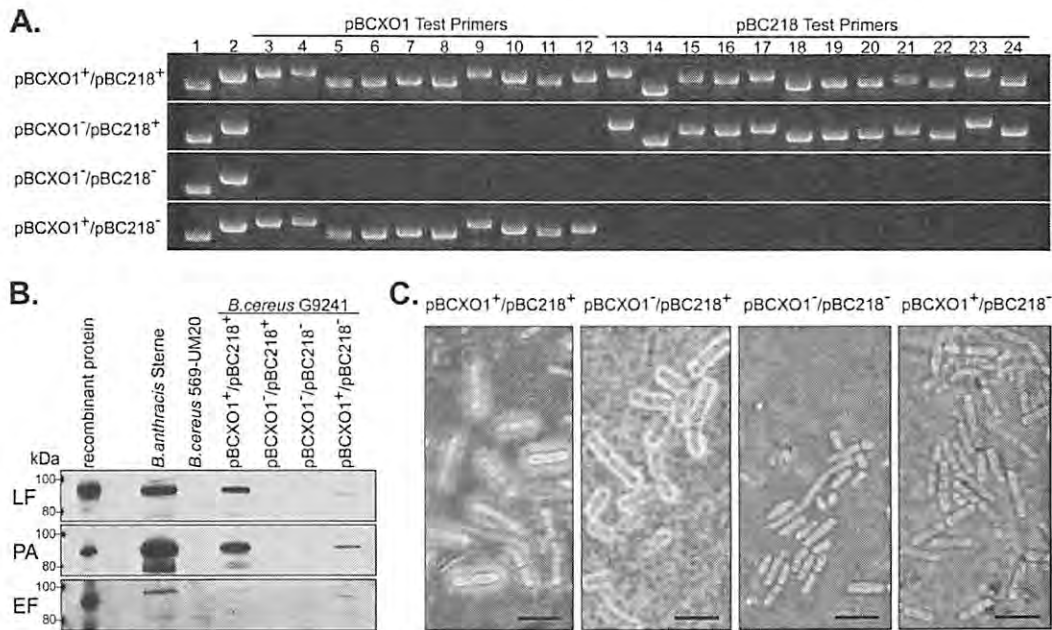 A.
pBCXO1 Test Primers
pBC218 Test Primers
1 2 3 4 5 6 7 8 9 10 11 12 13 14 15 16 17 18 19 20 21 22 23 24
pBCXO1⁺/pBC218⁺
pBCXO1⁻/pBC218⁺
pBCXO1⁻/pBC218⁻
pBCXO1⁺/pBC218⁻
B.
B.cereus G9241
recombinant protein
B.anthracis Sterne
B.cereus 569-UM20
pBCXO1⁺/pBC218⁺
pBCXO1⁻/pBC218⁺
pBCXO1⁻/pBC218⁻
pBCXO1⁺/pBC218⁻
kDa
LF
100
80
PA
100
80
EF
100
80
C.
pBCXO1⁺/pBC218⁺ pBCXO1⁻/pBC218⁺ pBCXO1⁻/pBC218⁻ pBCXO1⁺/pBC218⁻